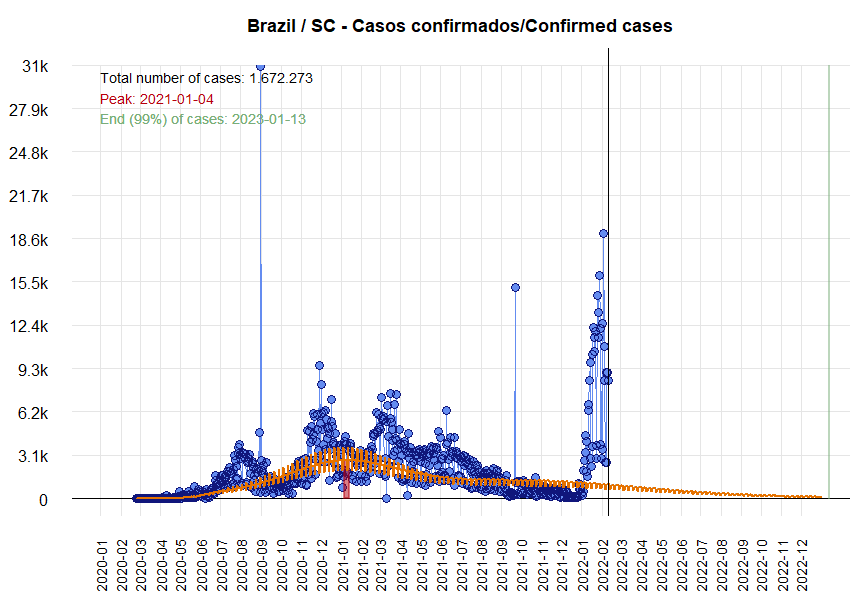 Brazil / SC - Casos confirmados/Confirmed cases
31k
Total number of cases: 1.672.273
Peak: 2021-01-04
End (99%) of cases: 2023-01-13
27.9k
24.8k
21.7k
18.6k
15.5k
12.4k
9.3k
6.2k
3.1k
0
2020-01
2020-02
2020-03
2020-04
2020-05
2020-06
2020-07
2020-08
2020-09
2020-10
2020-11
2020-12
2021-01
2021-02
2021-03
2021-04
2021-05
2021-06
2021-07
2021-08
2021-09
2021-10
2021-11
2021-12
2022-01
2022-02
2022-03
2022-04
2022-05
2022-06
2022-07
2022-08
2022-09
2022-10
2022-11
2022-12